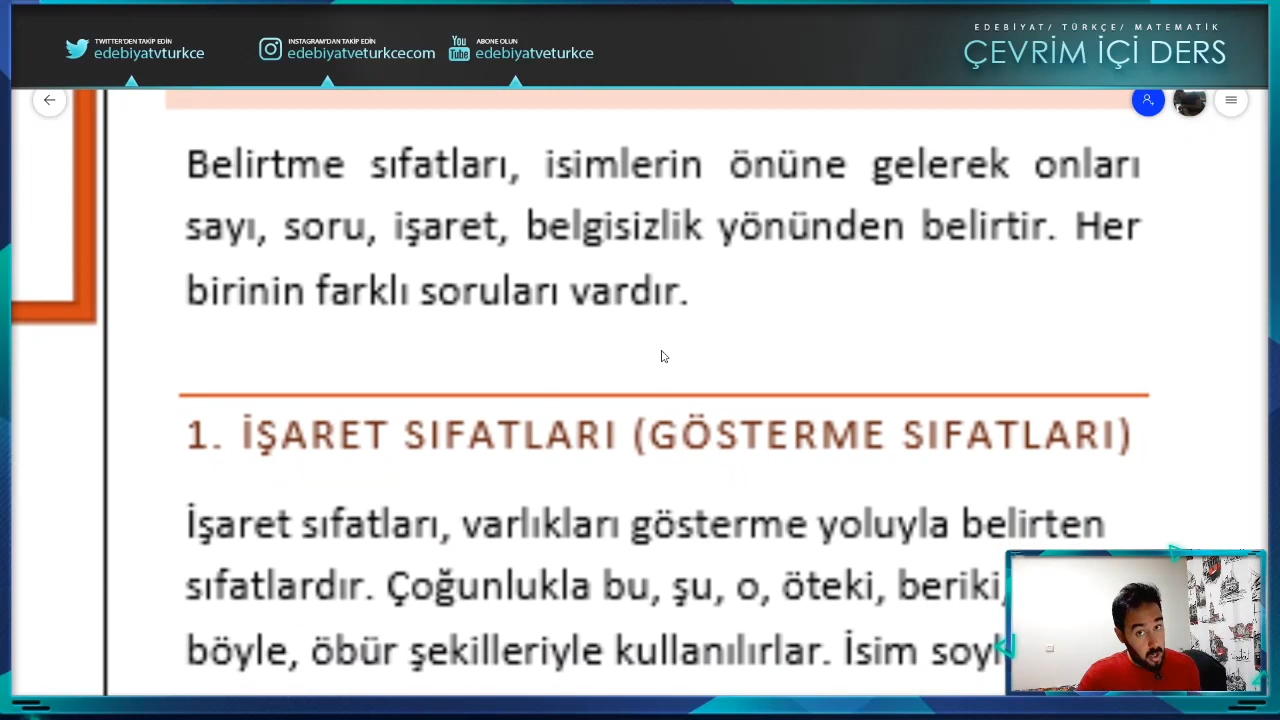 TWITTER'DEN TAKİP EDİN
edebiyatvturkce
INSTAGRAM'DAN TAKİP EDİN
edebiyatveturkcecom
You Tube
ABONE OLUN
edebiyatveturkce
EDEBİYAT/ TÜRKÇE/ MATEMATİK
ÇEVRİM İÇİ DERS
Belirtme sıfatları, isimlerin önüne gelerek onları
sayı, soru, işaret, belgisizlik yönünden belirtir. Her
birinin farklı soruları vardır.
1. İŞARET SIFATLARI (GÖSTERME SIFATLARI)
İşaret sıfatları, varlıkları gösterme yoluyla belirten
sıfatlardır. Çoğunlukla bu, şu, o, öteki, beriki,
böyle, öbür şekilleriyle kullanılırlar. İsim